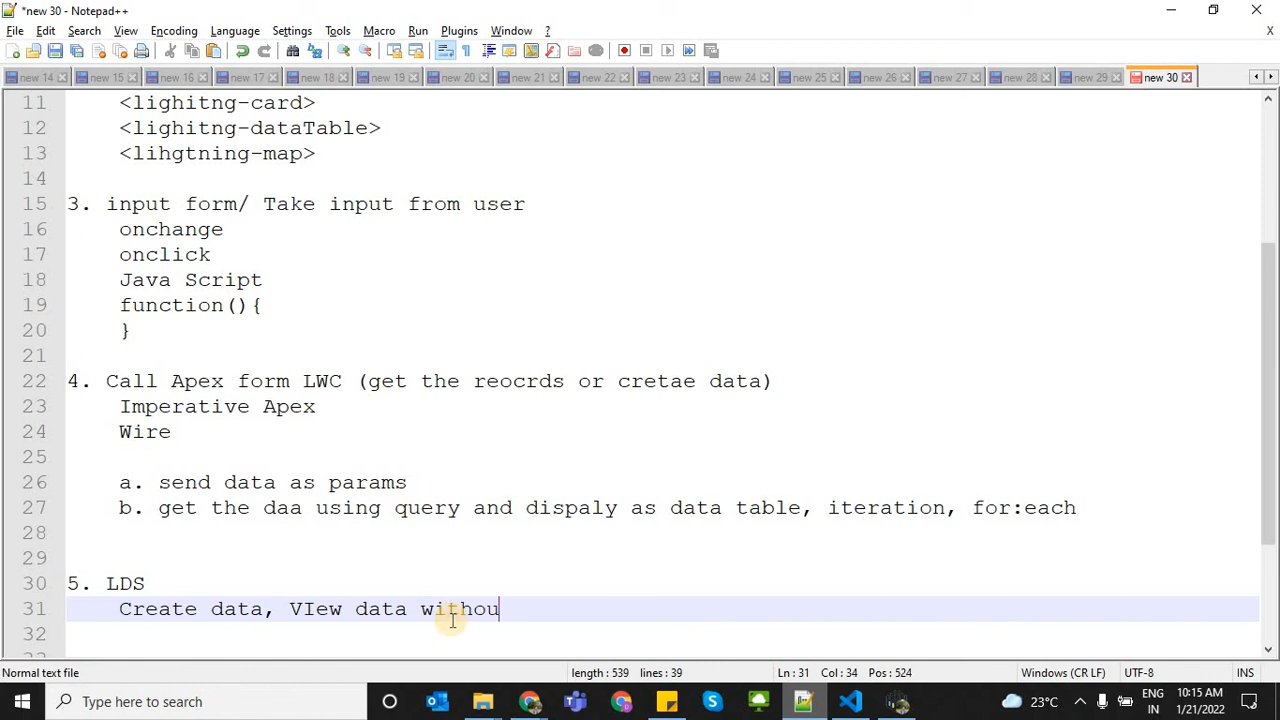 *new 30 - Notepad++
File Edit Search View Encoding Language Settings Tools Macro Run Plugins Window ?
X
new 14 new 15 new 16 new 17 new 18 new 19 new 20 new 21 new 22 new 23 new 24 new 25 new 26 new 27 new 28 new 29 new 30
11 <lighitng-card>
12 <lighitng-dataTable>
13 <lihgtning-map>
14
15 3. input form/ Take input from user
16 onchange
17 onclick
18 Java Script
19 function(){
20 }
21
22 4. Call Apex form LWC (get the reocrds or cretae data)
23 Imperative Apex
24 Wire
25
26 a. send data as params
27 b. get the daa using query and dispaly as data table, iteration, for:each
28
29
30 5. LDS
31 Create data, VIew data withou
32
Normal text file length : 539 lines : 39 Ln : 31 Col : 34 Pos : 524 Windows (CR LF) UTF-8 INS
Type here to search 23°C ENG IN 10:15 AM 1/21/2022